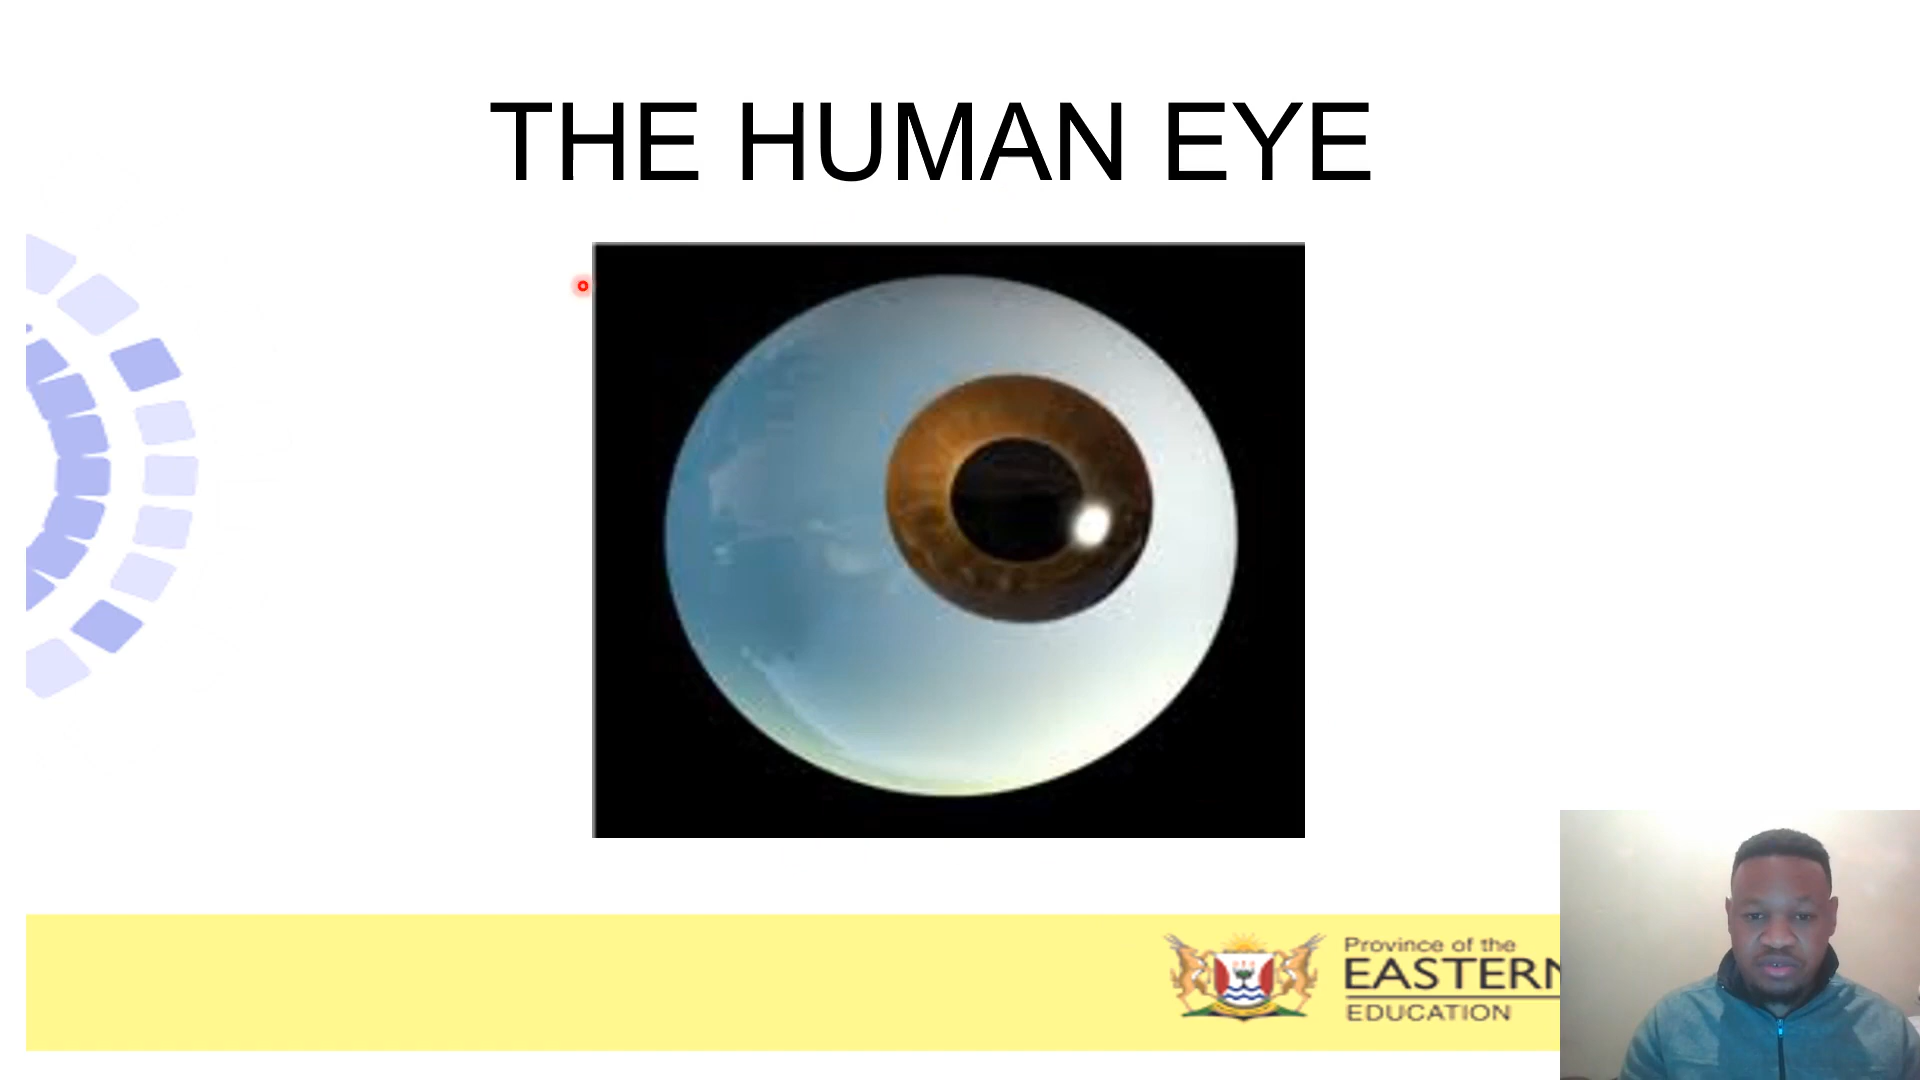 THE HUMAN EYE
Province of the
EASTERN
EDUCATION